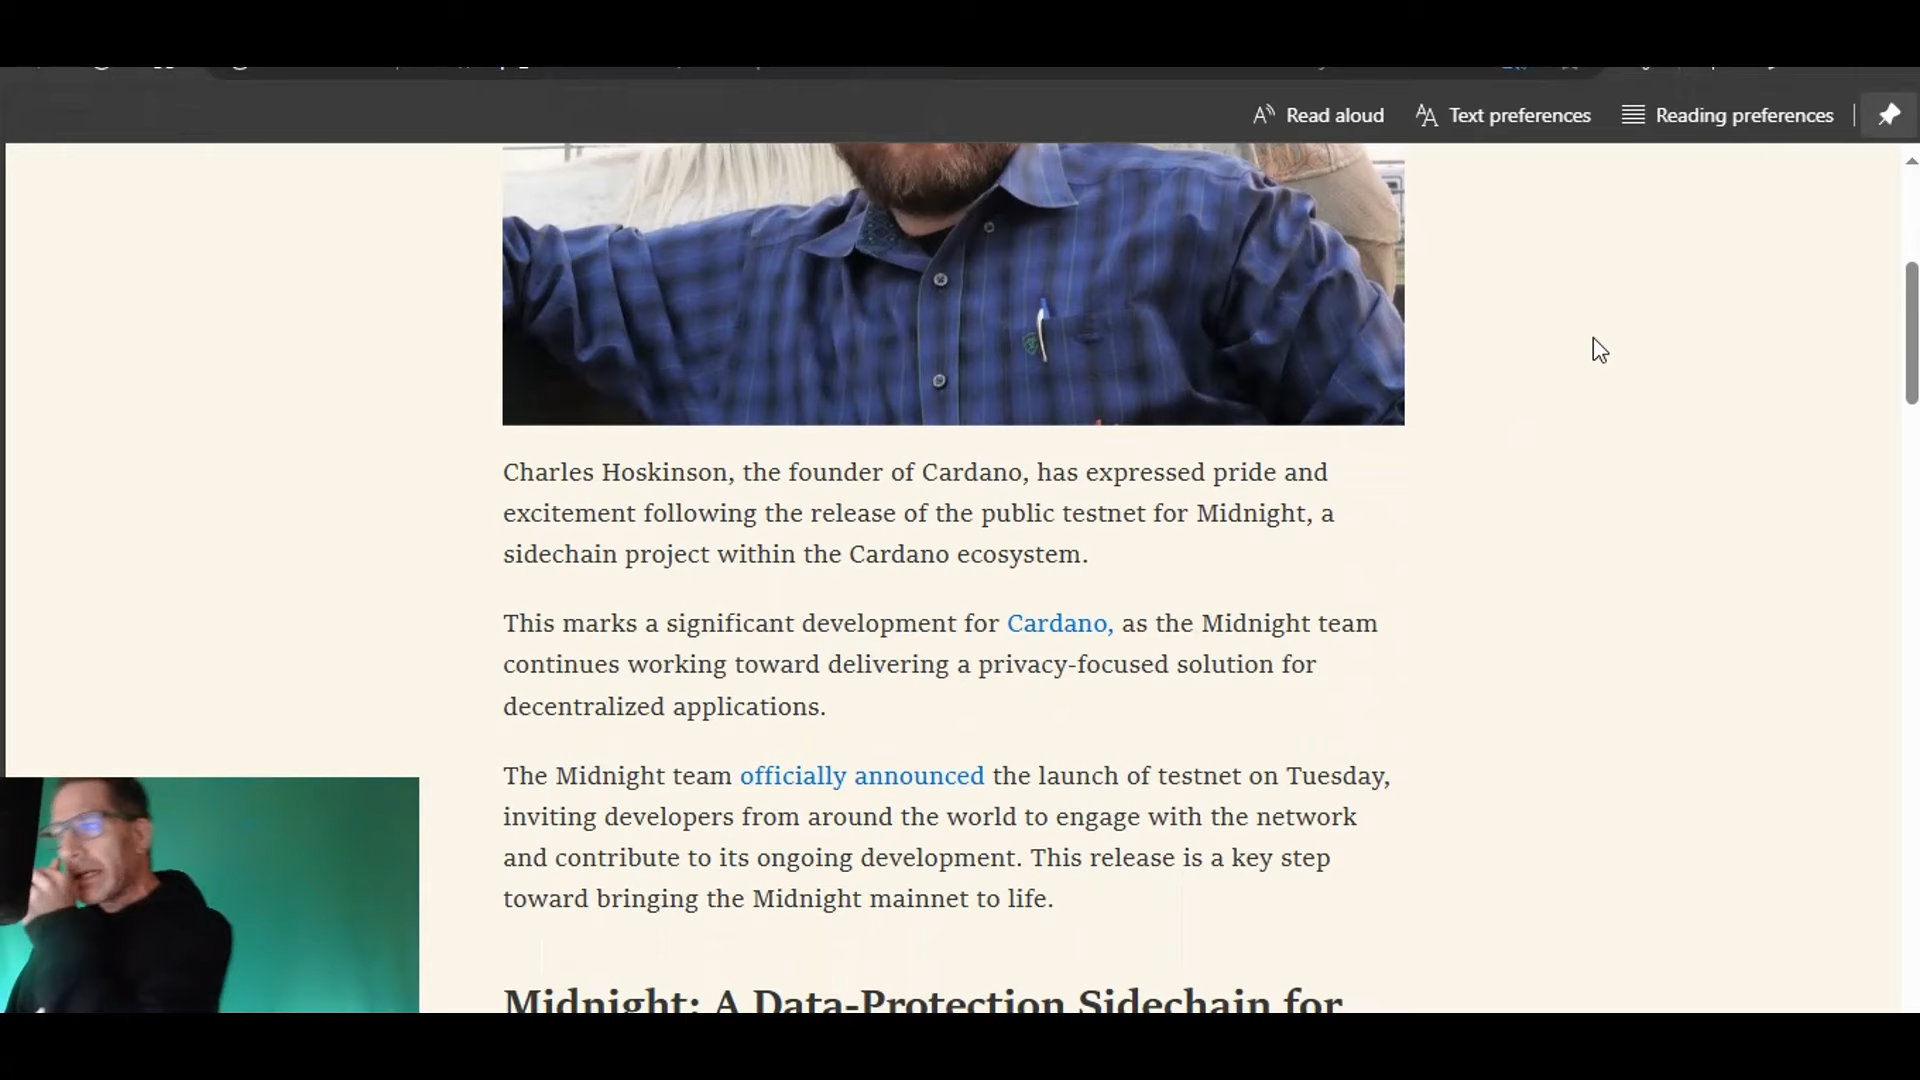 Read aloud
Text preferences
Reading preferences
Charles Hoskinson, the founder of Cardano, has expressed pride and
excitement following the release of the public testnet for Midnight, a
sidechain project within the Cardano ecosystem.
This marks a significant development for Cardano, as the Midnight team
continues working toward delivering a privacy-focused solution for
decentralized applications.
The Midnight team officially announced the launch of testnet on Tuesday,
inviting developers from around the world to engage with the network
and contribute to its ongoing development. This release is a key step
toward bringing the Midnight mainnet to life.
Midnight: A Data-Protection Sidechain for